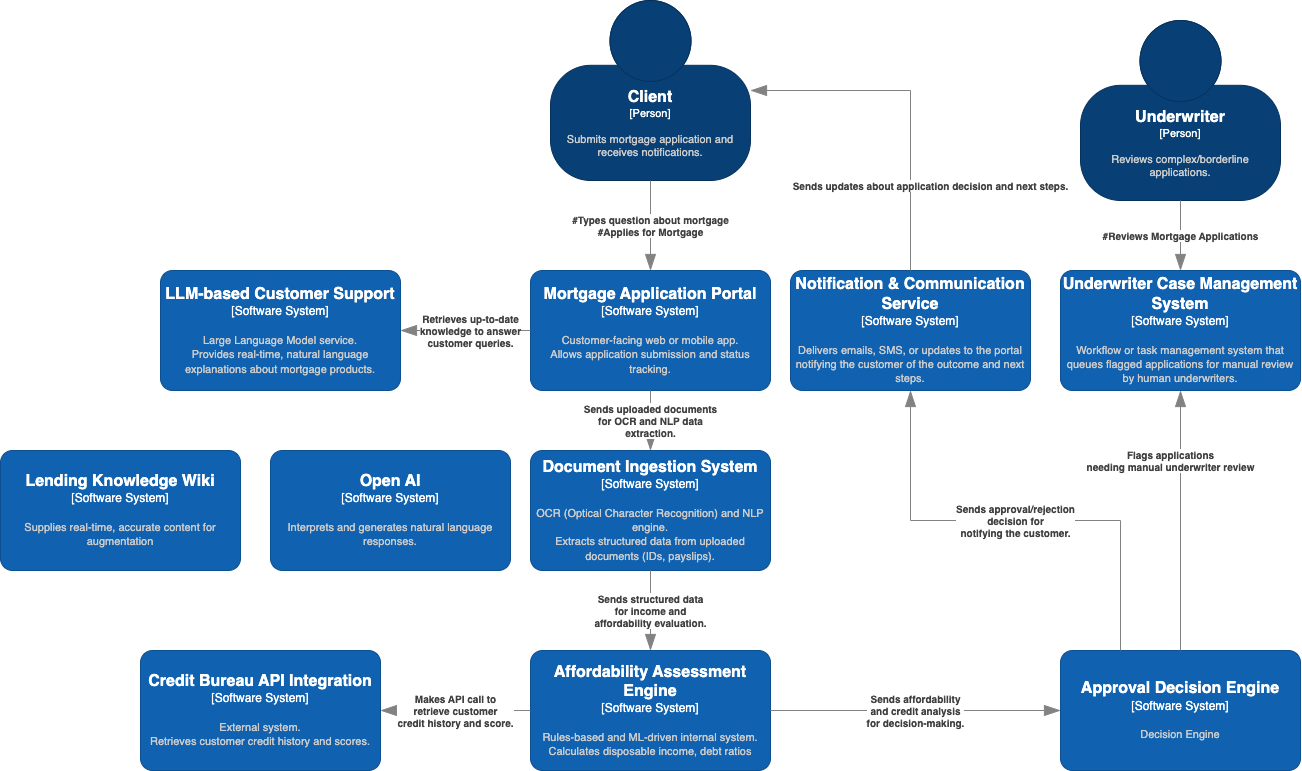 Client
[Person]
Submits mortgage application and
receives notifications.
Underwriter
[Person]
Reviews complex/borderline
applications.
Sends updates about application decision and next steps.
#Types question about mortgage
#Applies for Mortgage
#Reviews Mortgage Applications
LLM-based Customer Support
[Software System]
Large Language Model service.
Provides real-time, natural language
explanations about mortgage products.
Retrieves up-to-date
knowledge to answer
customer queries.
Mortgage Application Portal
[Software System]
Customer-facing web or mobile app.
Allows application submission and status
tracking.
Notification & Communication
Service
[Software System]
Delivers emails, SMS, or updates to the portal
notifying the customer of the outcome and next
steps.
Underwriter Case Management
System
[Software System]
Workflow or task management system that
queues flagged applications for manual review
by human underwriters.
Sends uploaded documents
for OCR and NLP data
extraction.
Lending Knowledge Wiki
[Software System]
Supplies real-time, accurate content for
augmentation
Open AI
[Software System]
Interprets and generates natural language
responses.
Document Ingestion System
[Software System]
OCR (Optical Character Recognition) and NLP
engine.
Extracts structured data from uploaded
documents (IDs, payslips).
Flags applications
needing manual underwriter review
Sends approval/rejection
decision for
notifying the customer.
Sends structured data
for income and
affordability evaluation.
Credit Bureau API Integration
[Software System]
External system.
Retrieves customer credit history and scores.
Makes API call to
retrieve customer
credit history and score.
Affordability Assessment
Engine
[Software System]
Rules-based and ML-driven internal system.
Calculates disposable income, debt ratios
Sends affordability
and credit analysis
for decision-making.
Approval Decision Engine
[Software System]
Decision Engine